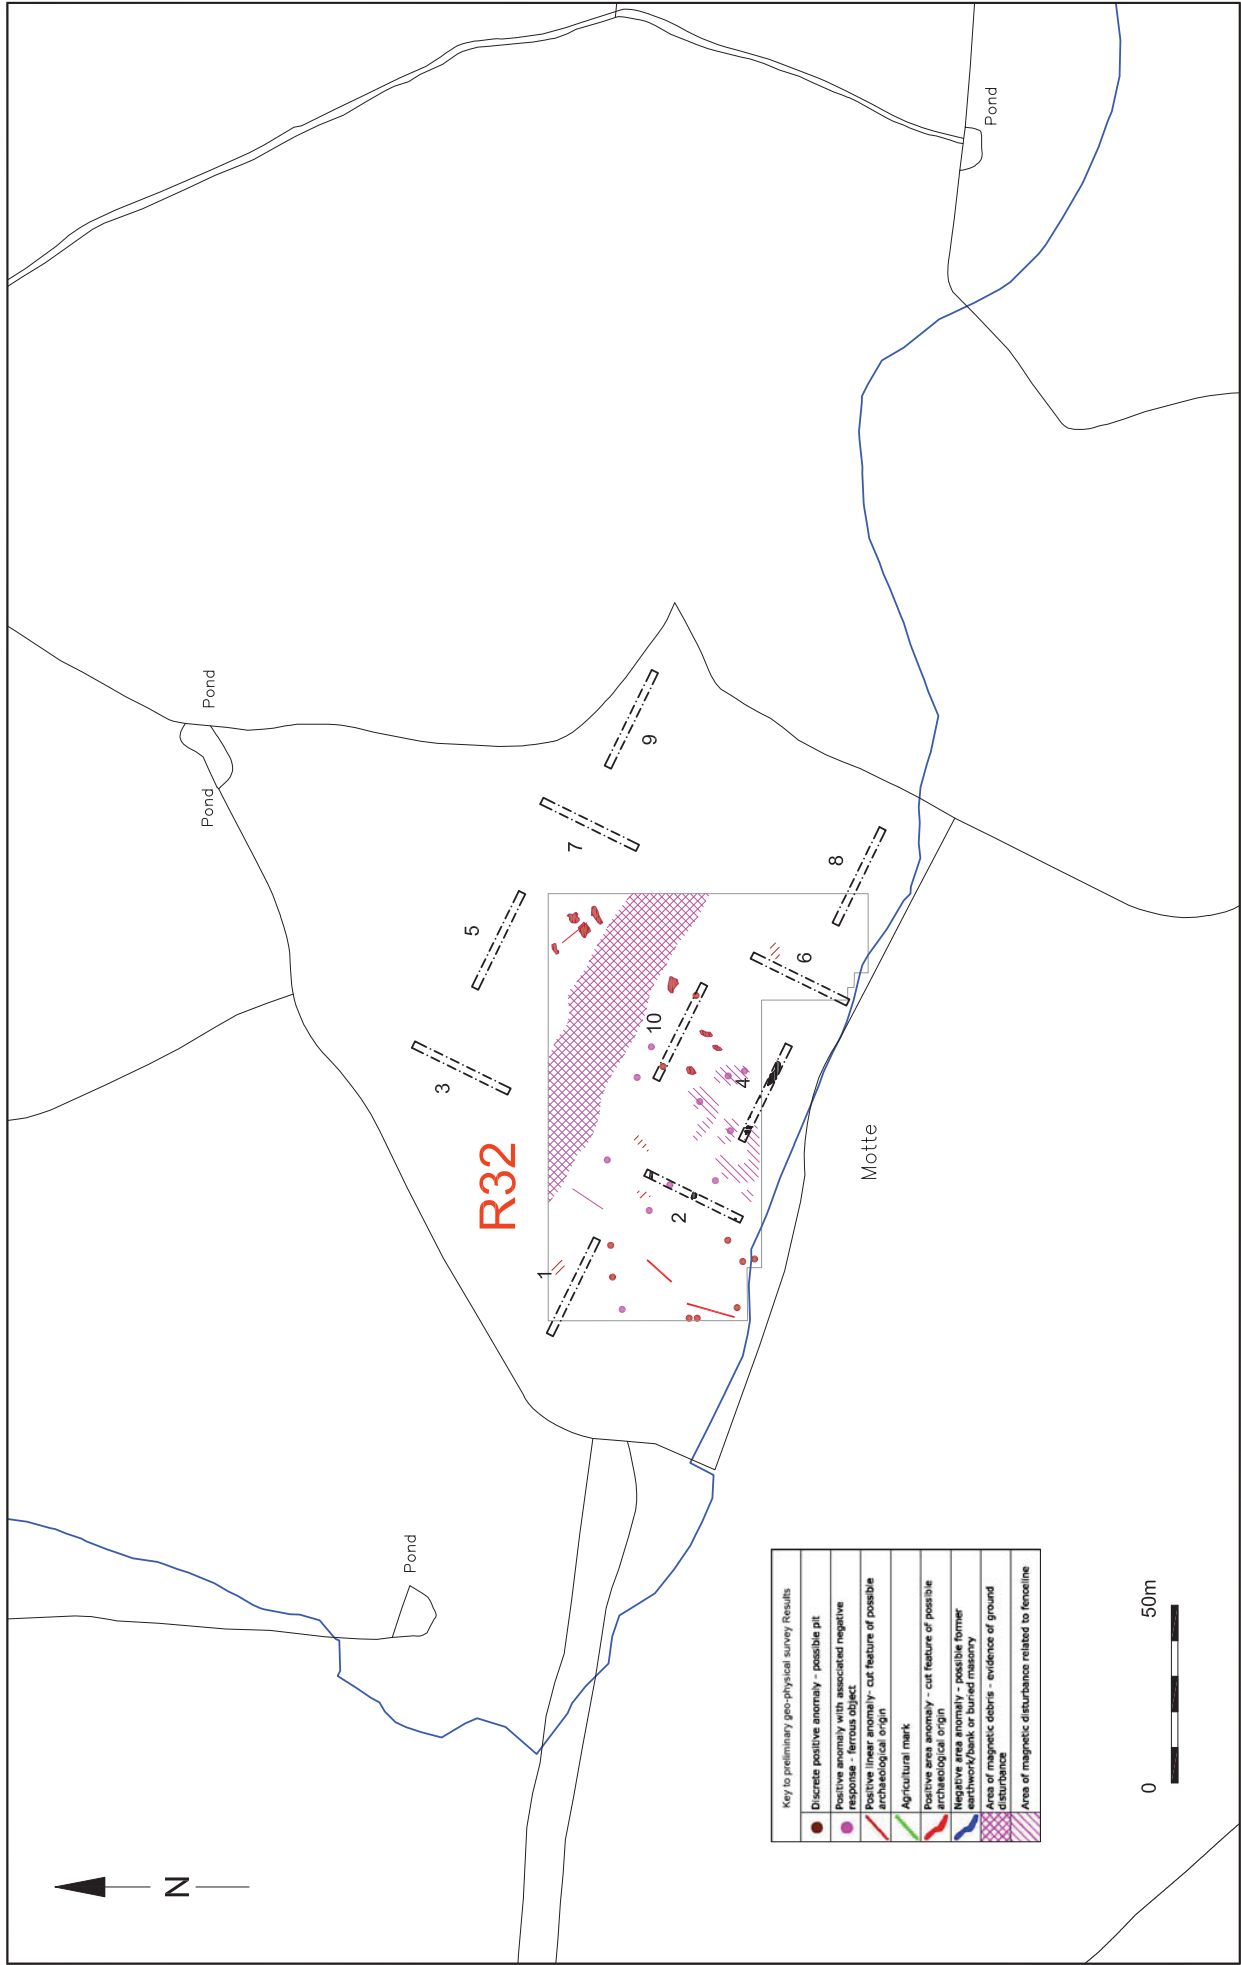 Pond
Pond
Pond
Pond
R32
1
2
3
4
5
6
7
8
9
10
Motte
N
Key to preliminary geo-physical survey Results
Discrete positive anomaly - possible pit
Positive anomaly with associated negative
response - ferrous object
Positive linear anomaly- cut feature of possible
archaeological origin
Agricultural mark
Positive area anomaly - cut feature of possible
archaeological origin
Negative area anomaly - possible former
earthwork/bank or buried masonry
Area of magnetic debris - evidence of ground
disturbance
Area of magnetic disturbance related to fenceline
0
50m